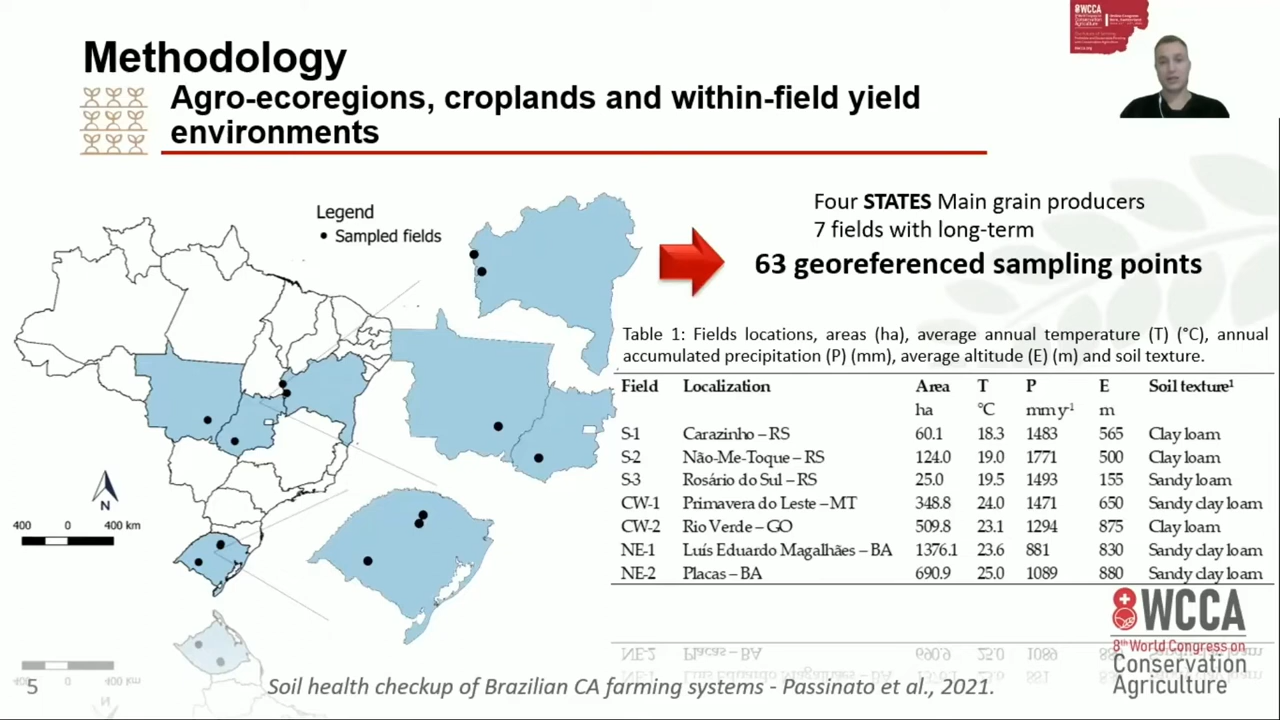 8WCCA
Methodology
Agro-ecoregions, croplands and within-field yield
environments
Legend
Sampled fields
Four STATES Main grain producers
7 fields with long-term
63 georeferenced sampling points
Table 1: Fields locations, areas (ha), average annual temperature (T) (°C), annual
accumulated precipitation (P) (mm), average altitude (E) (m) and soil texture.
Field Localization Area T P E Soil texture¹
ha °C mm y⁻¹ m
S-1 Carazinho – RS 60.1 18.3 1483 565 Clay loam
S-2 Não-Me-Toque – RS 124.0 19.0 1771 500 Clay loam
S-3 Rosário do Sul – RS 25.0 19.5 1493 155 Sandy loam
CW-1 Primavera do Leste – MT 348.8 24.0 1471 650 Sandy clay loam
CW-2 Rio Verde – GO 509.8 23.1 1294 875 Clay loam
NE-1 Luís Eduardo Magalhães – BA 1376.1 23.6 881 830 Sandy clay loam
NE-2 Placas – BA 690.9 25.0 1089 880 Sandy clay loam
N
400 0 400 km
8WCCA
8th World Congress on
Conservation
Agriculture
5
Soil health checkup of Brazilian CA farming systems - Passinato et al., 2021.